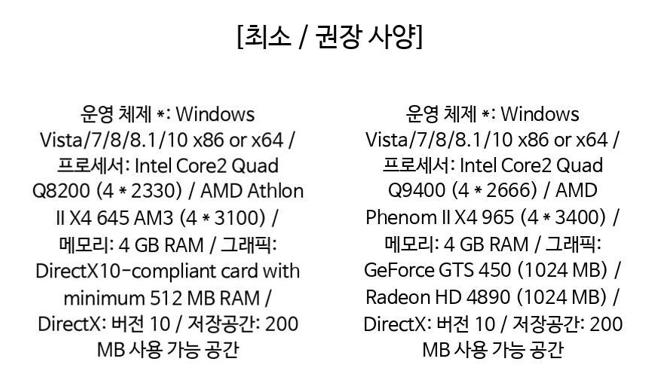 [최소 / 권장 사양]
운영 체제 *: Windows
Vista/7/8/8.1/10 x86 or x64 /
프로세서: Intel Core2 Quad
Q8200 (4 * 2330) / AMD Athlon
II X4 645 AM3 (4 * 3100) /
메모리: 4 GB RAM / 그래픽:
DirectX10-compliant card with
minimum 512 MB RAM /
DirectX: 버전 10 / 저장공간: 200
MB 사용 가능 공간
운영 체제 *: Windows
Vista/7/8/8.1/10 x86 or x64 /
프로세서: Intel Core2 Quad
Q9400 (4 * 2666) / AMD
Phenom II X4 965 (4 * 3400) /
메모리: 4 GB RAM / 그래픽:
GeForce GTS 450 (1024 MB) /
Radeon HD 4890 (1024 MB) /
DirectX: 버전 10 / 저장공간: 200
MB 사용 가능 공간